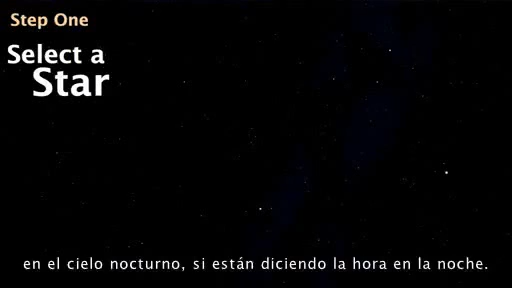 Step One
Select a
Star
en el cielo nocturno, si están diciendo la hora en la noche.